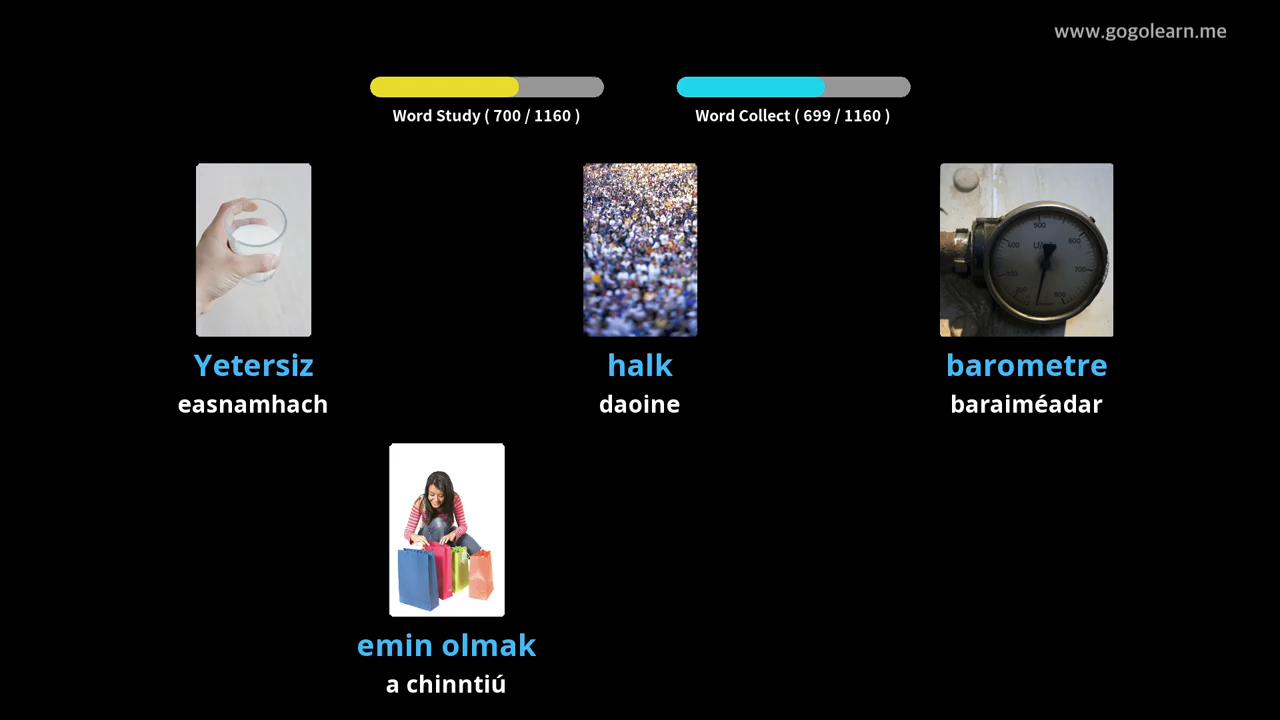 www.gogolearn.me
Word Study ( 700 / 1160 )
Word Collect ( 699 / 1160 )
Yetersiz
easnamhach
halk
daoine
barometre
baraiméadar
emin olmak
a chinntiú